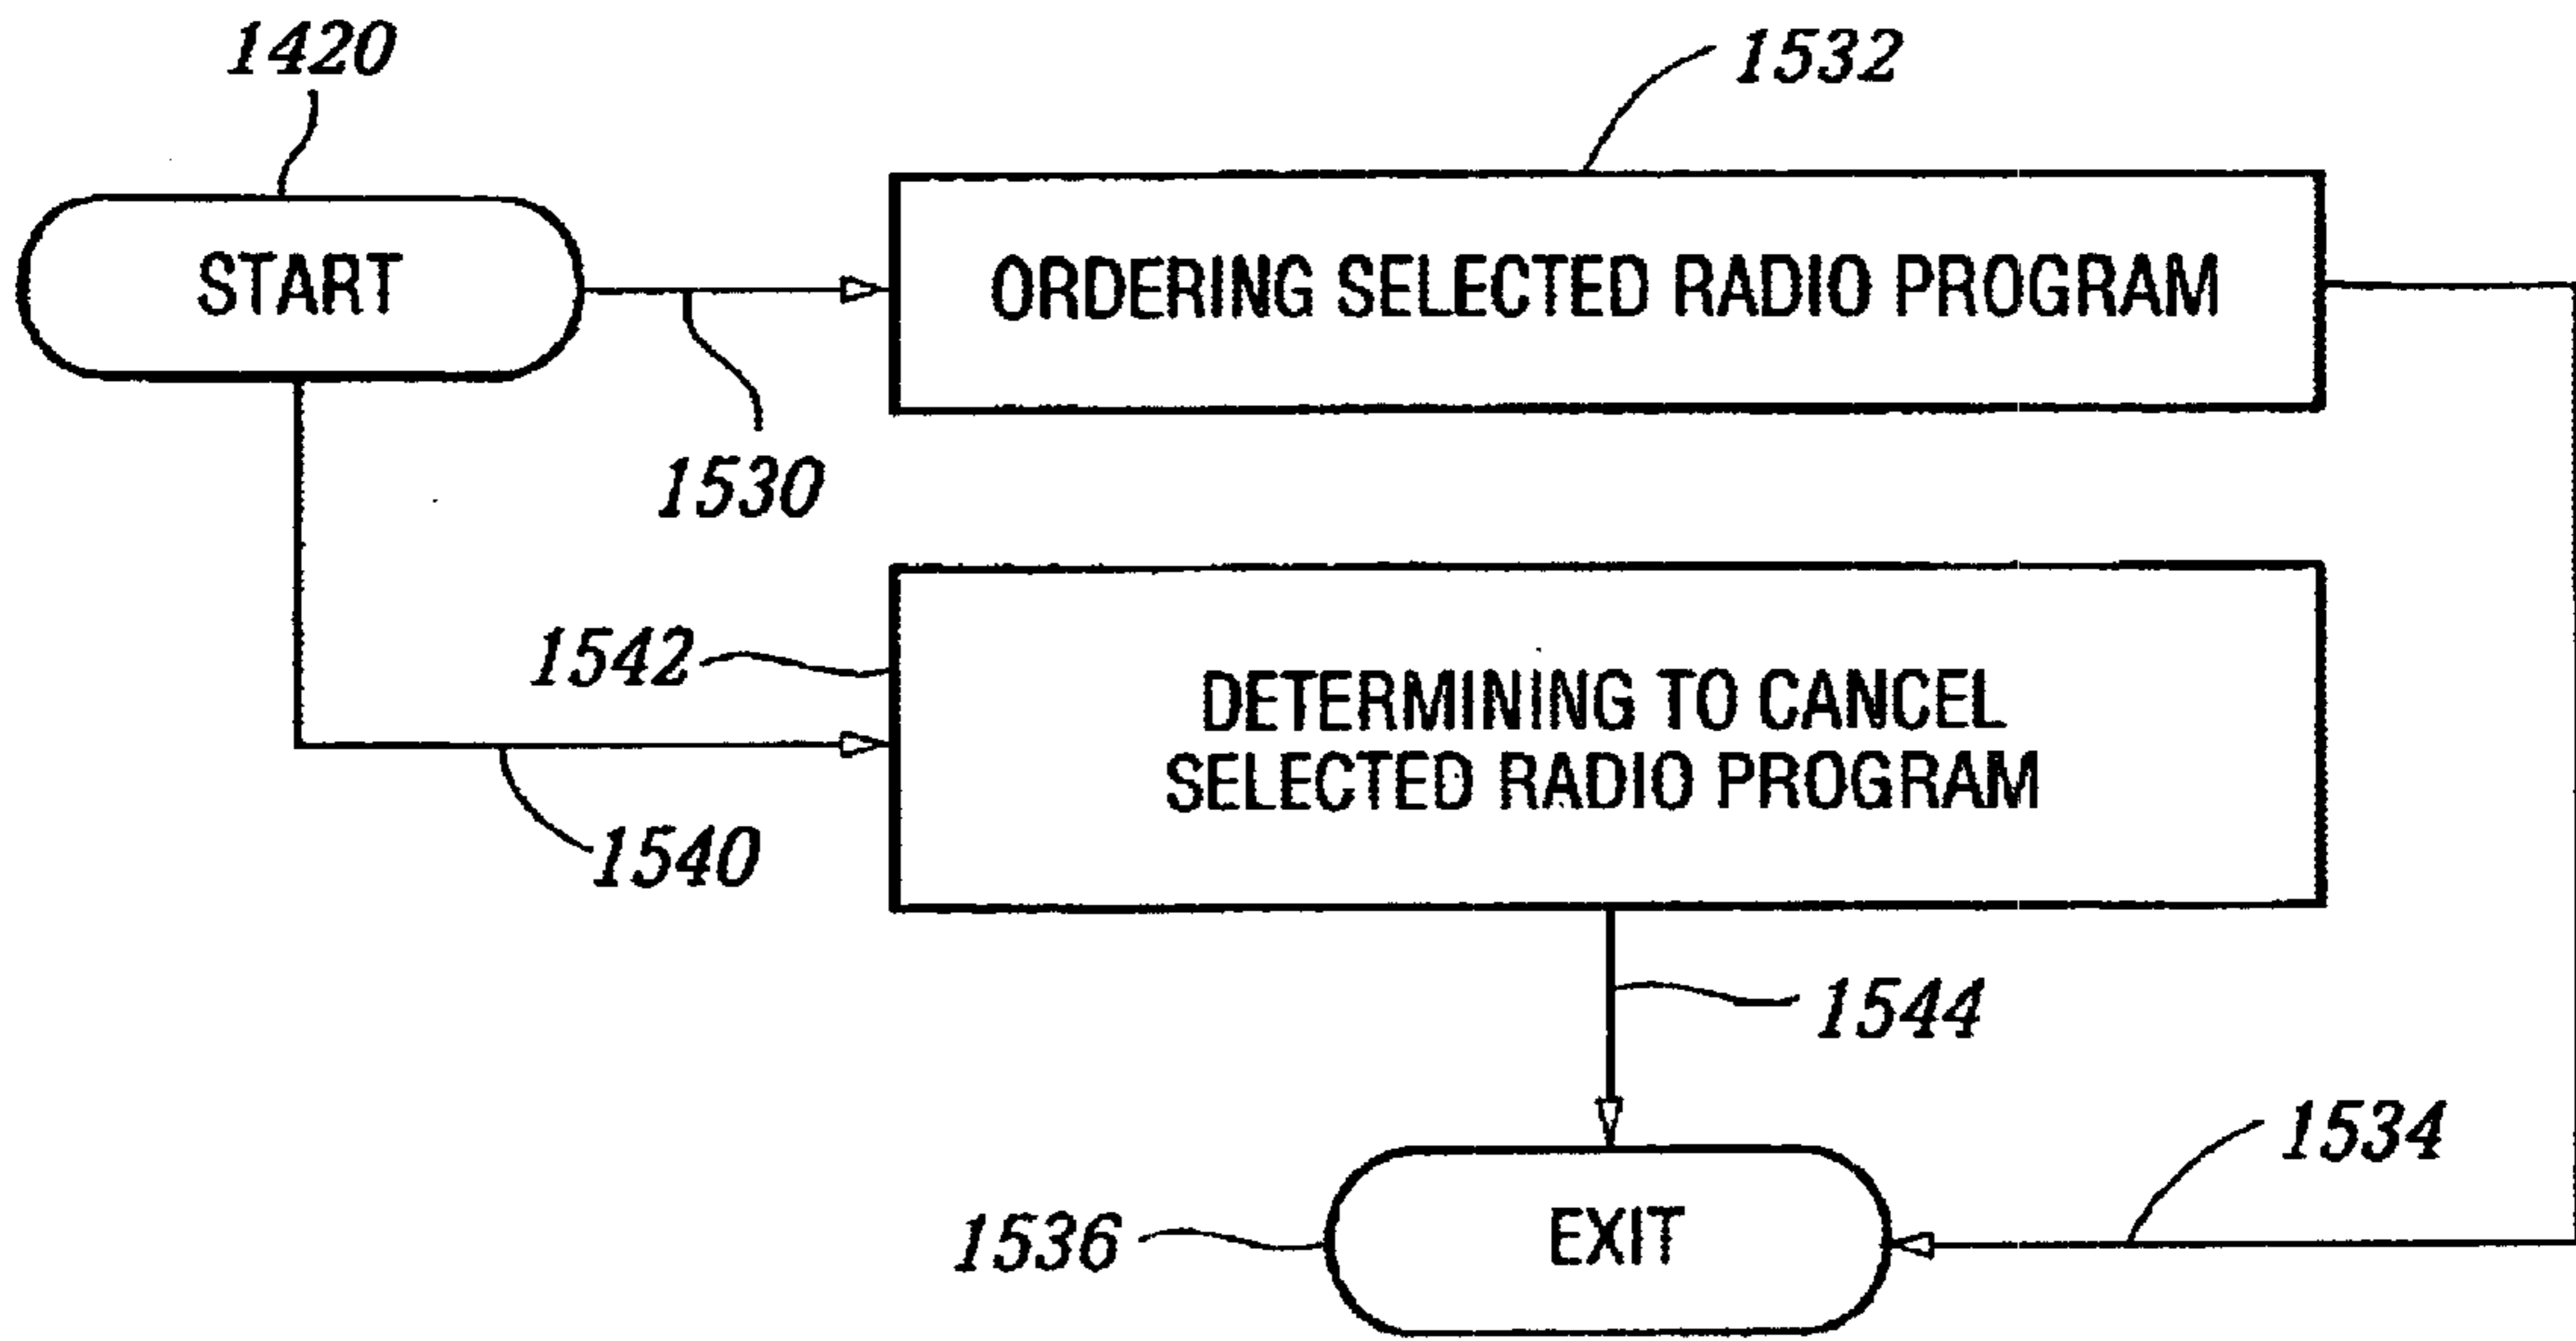 1420
1532
START
ORDERING SELECTED RADIO PROGRAM
1530
1542
DETERMINING TO CANCEL
SELECTED RADIO PROGRAM
1540
1544
1534
1536
EXIT